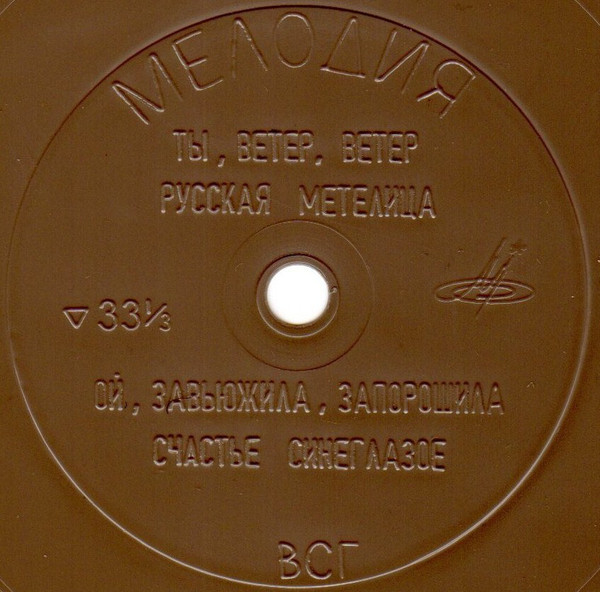 МЕЛОДИЯ
ТЫ, ВЕТЕР, ВЕТЕР
РУССКАЯ МЕТЕЛИЦА
▽ 33⅓
ОЙ, ЗАВЬЮЖИЛА, ЗАПОРОШИЛА
СЧАСТЬЕ СИНЕГЛАЗОЕ
ВСГ